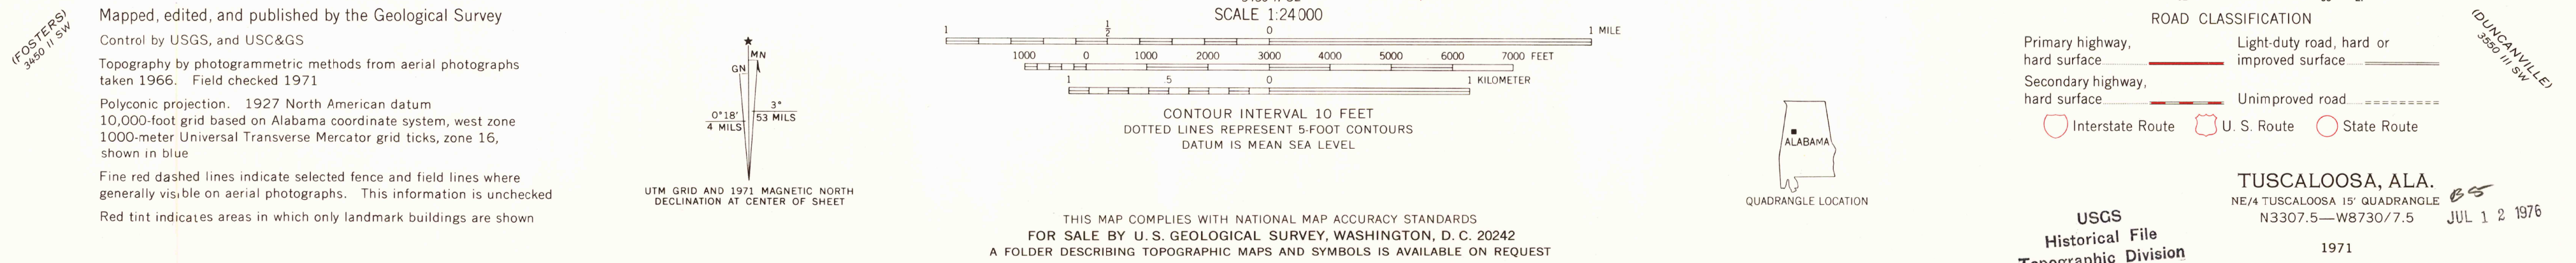 (FOSTERS)
3450 II SW
Mapped, edited, and published by the Geological Survey
Control by USGS, and USC&GS
Topography by photogrammetric methods from aerial photographs
taken 1966. Field checked 1971
Polyconic projection. 1927 North American datum
10,000-foot grid based on Alabama coordinate system, west zone
1000-meter Universal Transverse Mercator grid ticks, zone 16,
shown in blue
Fine red dashed lines indicate selected fence and field lines where
generally visible on aerial photographs. This information is unchecked
Red tint indicates areas in which only landmark buildings are shown
★
MN
GN
3°
53 MILS
0°18'
4 MILS
UTM GRID AND 1971 MAGNETIC NORTH
DECLINATION AT CENTER OF SHEET
SCALE 1:24000
1 1/2 0 1 MILE
1000 0 1000 2000 3000 4000 5000 6000 7000 FEET
1 5 0 1 KILOMETER
CONTOUR INTERVAL 10 FEET
DOTTED LINES REPRESENT 5-FOOT CONTOURS
DATUM IS MEAN SEA LEVEL
THIS MAP COMPLIES WITH NATIONAL MAP ACCURACY STANDARDS
FOR SALE BY U.S. GEOLOGICAL SURVEY, WASHINGTON, D.C. 20242
A FOLDER DESCRIBING TOPOGRAPHIC MAPS AND SYMBOLS IS AVAILABLE ON REQUEST
ALABAMA
QUADRANGLE LOCATION
ROAD CLASSIFICATION
Primary highway,
hard surface
Light-duty road, hard or
improved surface
Secondary highway,
hard surface
Unimproved road
Interstate Route U. S. Route State Route
(DUNCANVILLE)
3550 III SW
TUSCALOOSA, ALA.
NE/4 TUSCALOOSA 15' QUADRANGLE
N3307.5—W8730/7.5
1971
JUL 12 1976
USGS
Historical File
Topographic Division